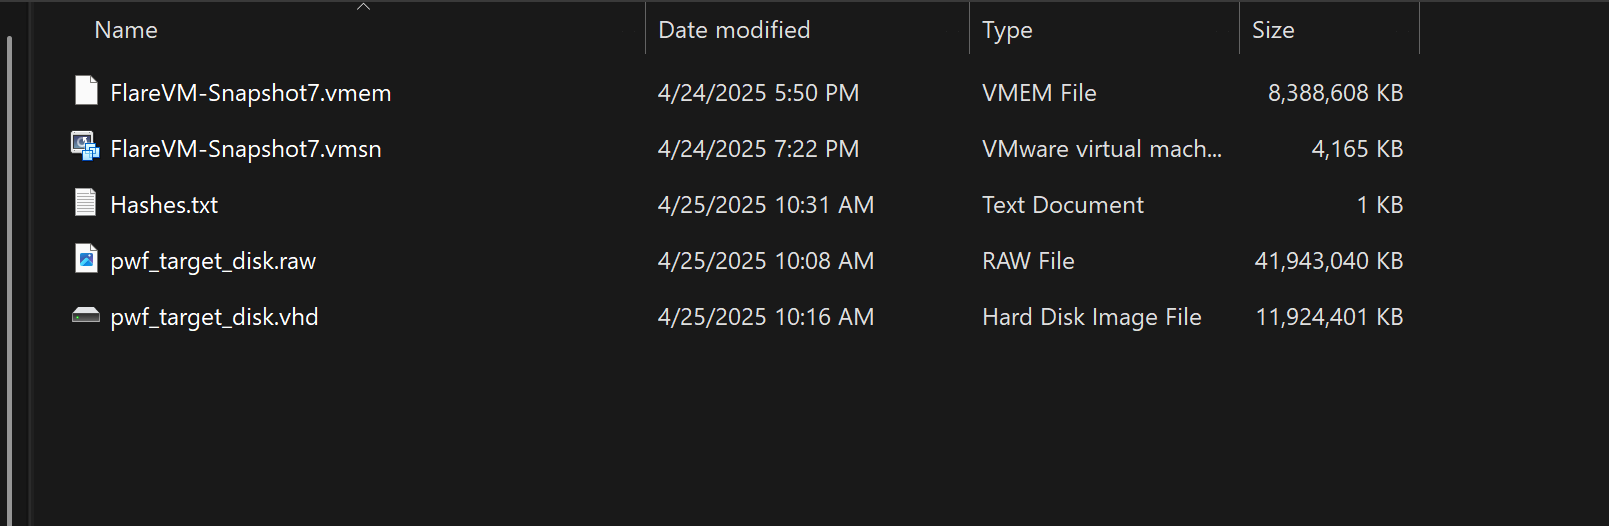 Name Date modified Type Size
FlareVM-Snapshot7.vmem 4/24/2025 5:50 PM VMEM File 8,388,608 KB
FlareVM-Snapshot7.vmsn 4/24/2025 7:22 PM VMware virtual mach... 4,165 KB
Hashes.txt 4/25/2025 10:31 AM Text Document 1 KB
pwf_target_disk.raw 4/25/2025 10:08 AM RAW File 41,943,040 KB
pwf_target_disk.vhd 4/25/2025 10:16 AM Hard Disk Image File 11,924,401 KB